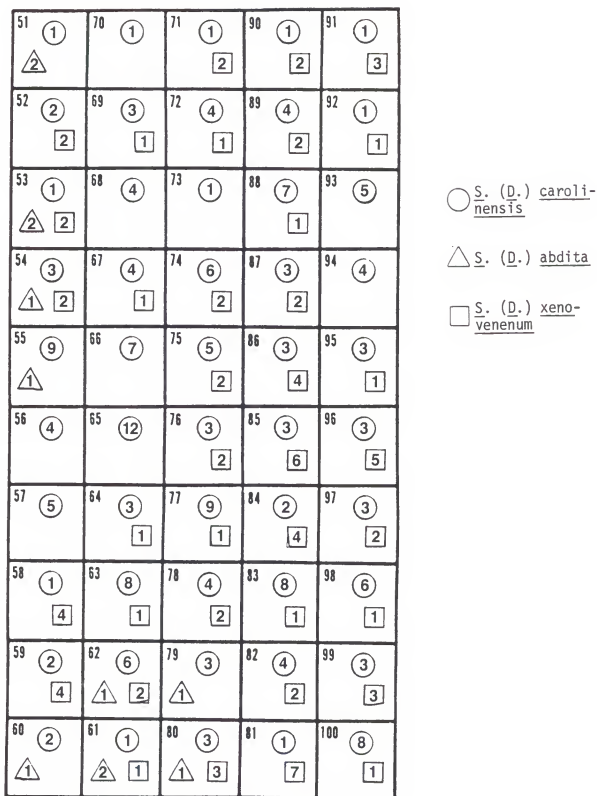 51 1 70 1 71 1 90 1 91 1
2 2 2 3
52 2 69 3 72 4 89 4 92 1
2 1 1 2 1
53 1 68 4 73 1 88 7 93 5
2 2 1
54 3 67 4 74 6 87 3 94 4
1 2 1 2 2
55 9 66 7 75 5 86 3 95 3
1 2 4 1
56 4 65 12 76 3 85 3 96 3
2 6 5
57 5 64 3 77 9 84 2 97 3
1 1 4 2
58 1 63 8 78 4 83 8 98 6
4 1 2 1 1
59 2 62 6 79 3 82 4 99 3
4 1 2 1 2 3
60 2 61 1 80 3 81 1 100 8
1 2 1 1 3 7 1
S. (D.) caroli-
nensis
S. (D.) abdita
S. (D.) xeno-
venenum